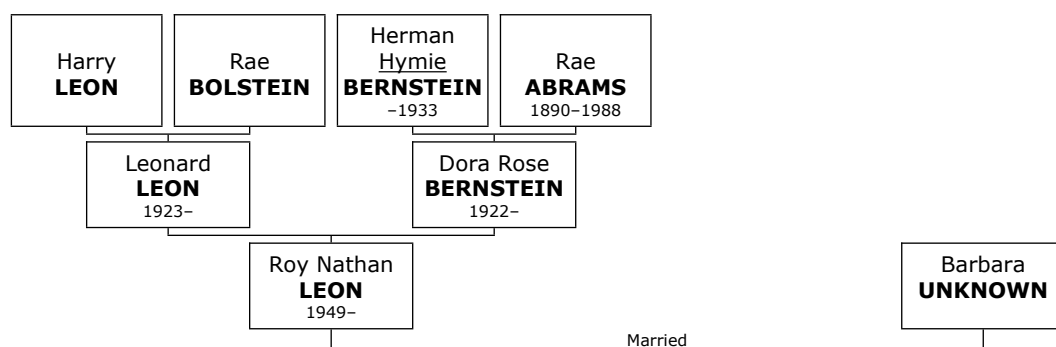 Harry
LEON
Rae
BOLSTEIN
Herman
Hymie
BERNSTEIN
–1933
Rae
ABRAMS
1890–1988
Leonard
LEON
1923–
Dora Rose
BERNSTEIN
1922–
Roy Nathan
LEON
1949–
Barbara
UNKNOWN
Married